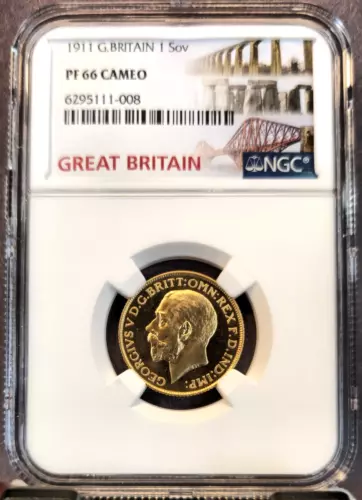 1911 G.BRITAIN 1 Sov
PF 66 CAMEO
6295111-008
GREAT BRITAIN
NGC
GEORGIVS V D.G.BRITT:OMN:REX F.D.IND:IMP: